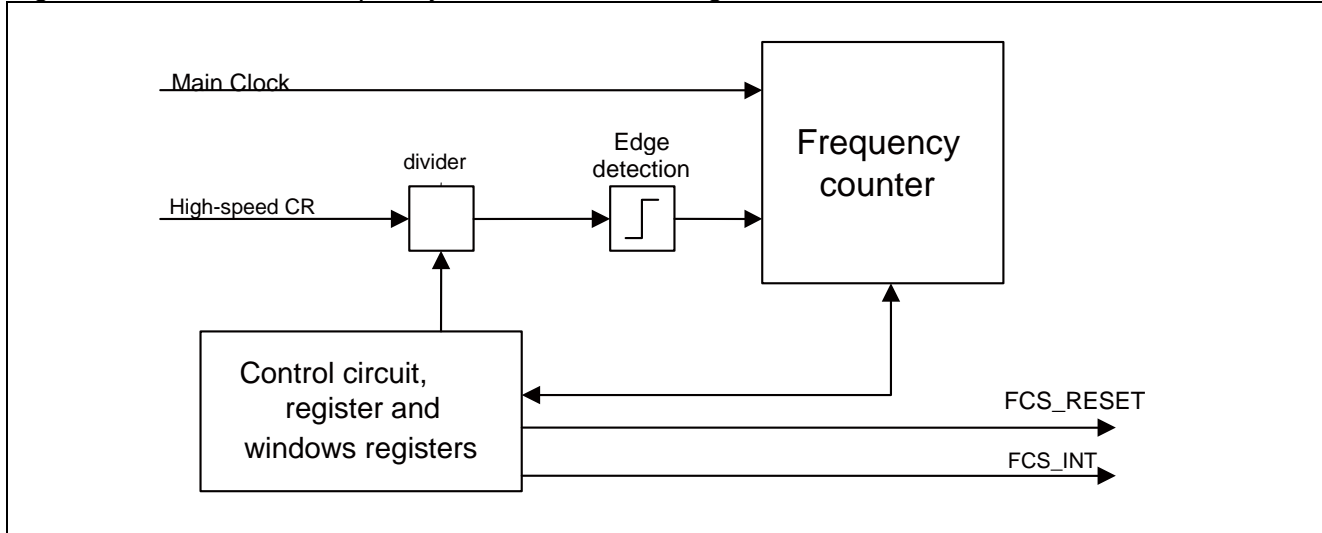 Main Clock
High-speed CR
divider
Edge
detection
Frequency
counter
Control circuit,
register and
windows registers
FCS_RESET
FCS_INT